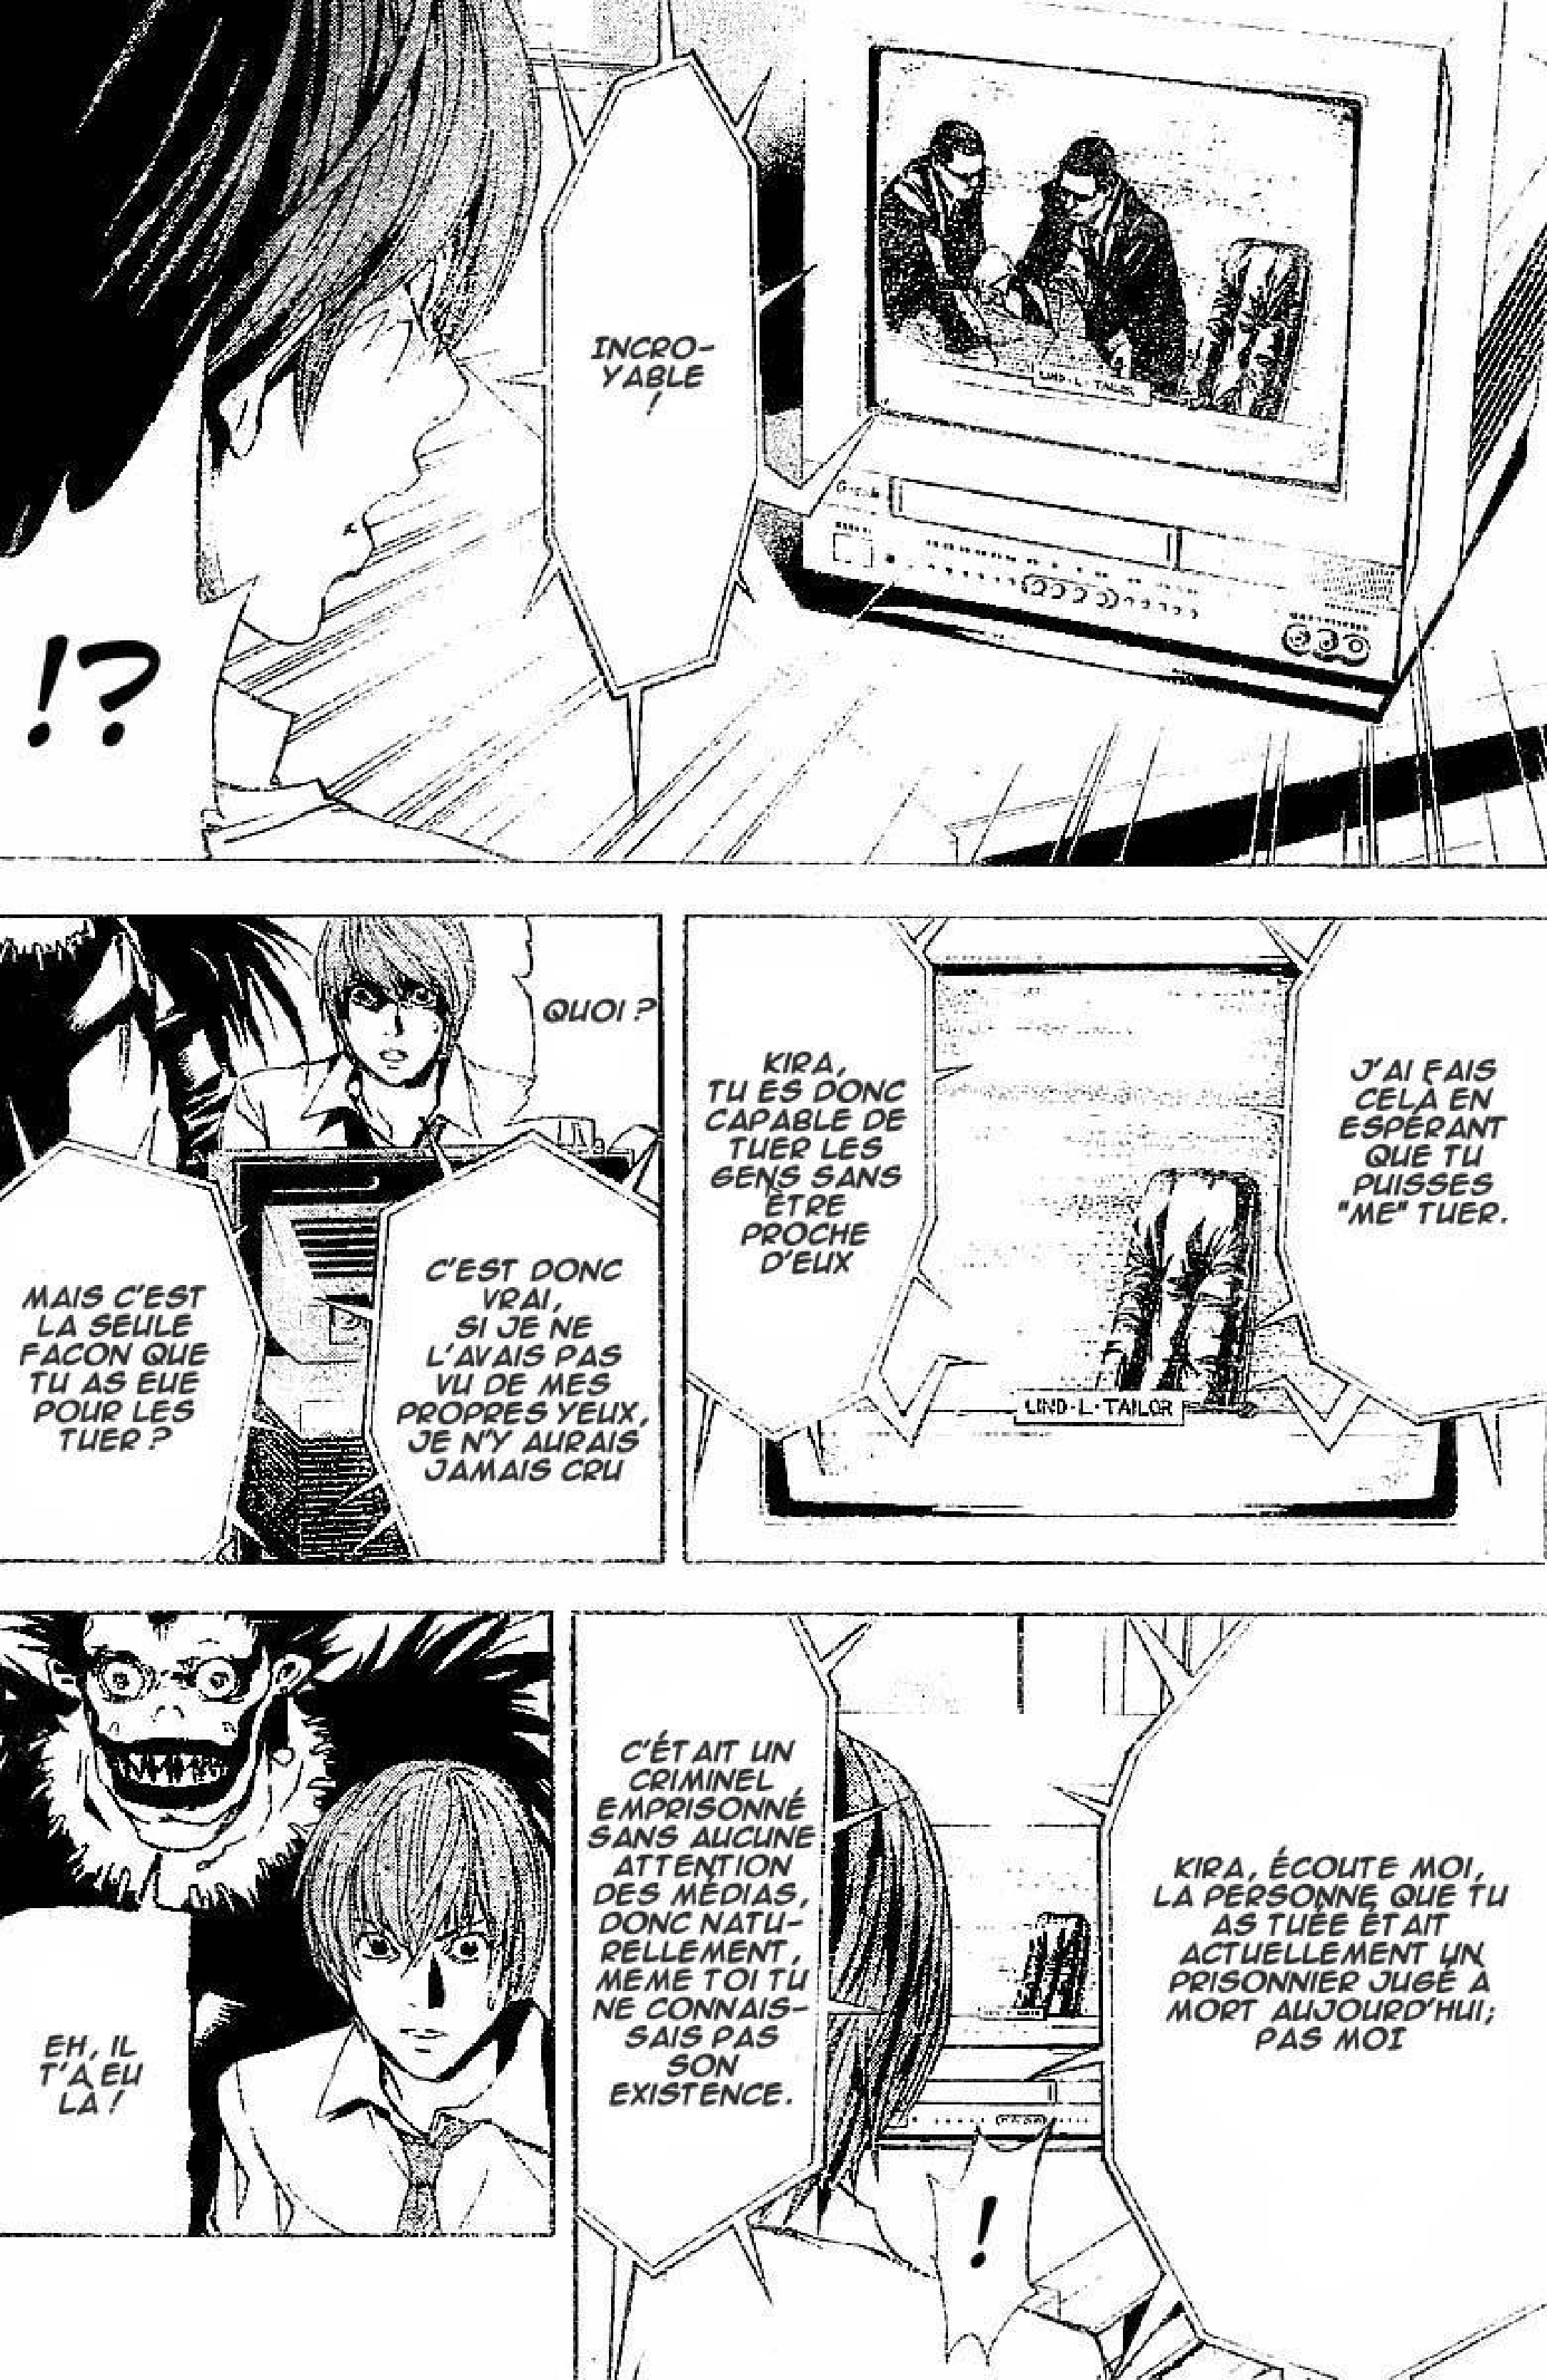 INCRO-
YABLE
!
LIND・L・TAILOR
!?
J'AI FAIS
CELÀ EN
ESPÉRANT
QUE TU
PUISSES
"ME" TUER.
KIRA,
TU ES DONC
CAPABLE DE
TUER LES
GENS SANS
ÊTRE
PROCHE
D'EUX
LIND・L・TAILOR
QUOI ?
C'EST DONC
VRAI,
SI JE NE
L'AVAIS PAS
VU DE MES
PROPRES YEUX,
JE N'Y AURAIS
JAMAIS CRU
MAIS C'EST
LA SEULE
FACON QUE
TU AS EUE
POUR LES
TUER ?
KIRA, ÉCOUTE MOI,
LA PERSONNE QUE TU
AS TUÉE ÉTAIT
ACTUELLEMENT UN
PRISONNIER JUGÉ À
MORT AUJOURD'HUI;
PAS MOI
C'ÉTAIT UN
CRIMINEL
EMPRISONNÉ
SANS AUCUNE
ATTENTION
DES MÉDIAS,
DONC NATU-
RELLEMENT,
MEME TOI TU
NE CONNAIS-
SAIS PAS
SON
EXISTENCE.
!
EH, IL
T'A EU
LÀ !